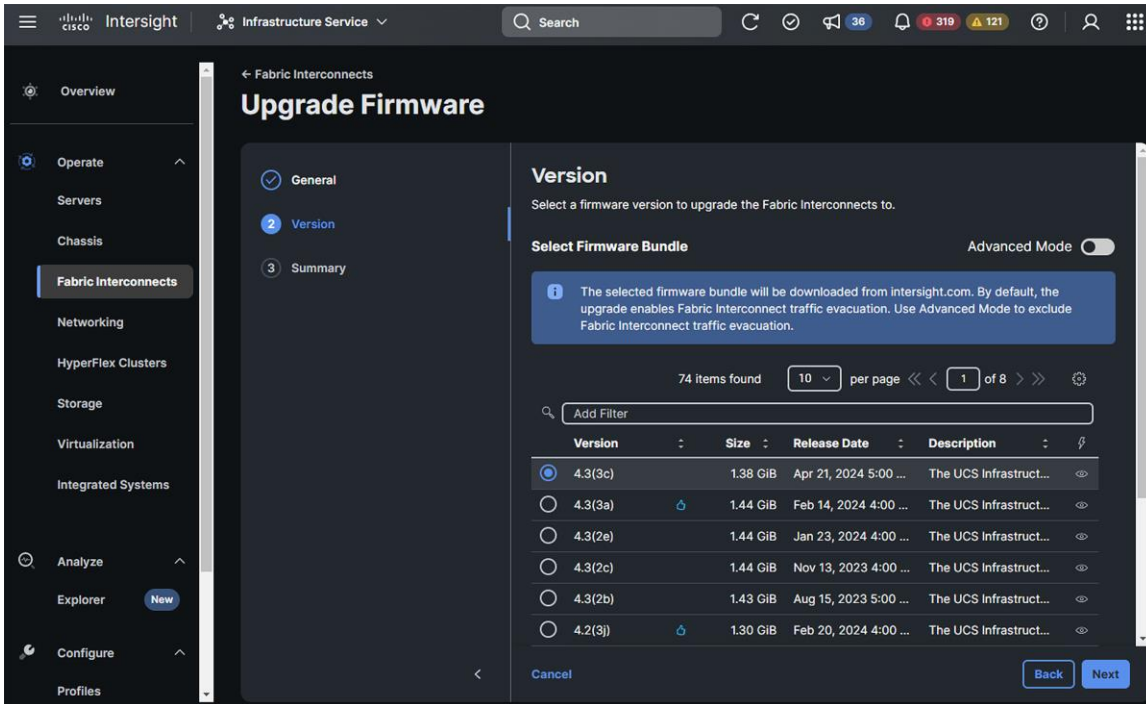 cisco Intersight
Infrastructure Service
Search
36
319
121
Overview
Operate
Servers
Chassis
Fabric Interconnects
Networking
HyperFlex Clusters
Storage
Virtualization
Integrated Systems
Analyze
Explorer New
Configure
Profiles
← Fabric Interconnects
Upgrade Firmware
General
2 Version
3 Summary
Version
Select a firmware version to upgrade the Fabric Interconnects to.
Select Firmware Bundle Advanced Mode
The selected firmware bundle will be downloaded from intersight.com. By default, the
upgrade enables Fabric Interconnect traffic evacuation. Use Advanced Mode to exclude
Fabric Interconnect traffic evacuation.
74 items found 10 per page 1 of 8
Add Filter
Version Size Release Date Description
4.3(3c) 1.38 GiB Apr 21, 2024 5:00 ... The UCS Infrastruct...
4.3(3a) 1.44 GiB Feb 14, 2024 4:00 ... The UCS Infrastruct...
4.3(2e) 1.44 GiB Jan 23, 2024 4:00 ... The UCS Infrastruct...
4.3(2c) 1.44 GiB Nov 13, 2023 4:00 ... The UCS Infrastruct...
4.3(2b) 1.43 GiB Aug 15, 2023 5:00 ... The UCS Infrastruct...
4.2(3j) 1.30 GiB Feb 20, 2024 4:00 ... The UCS Infrastruct...
Cancel Back Next